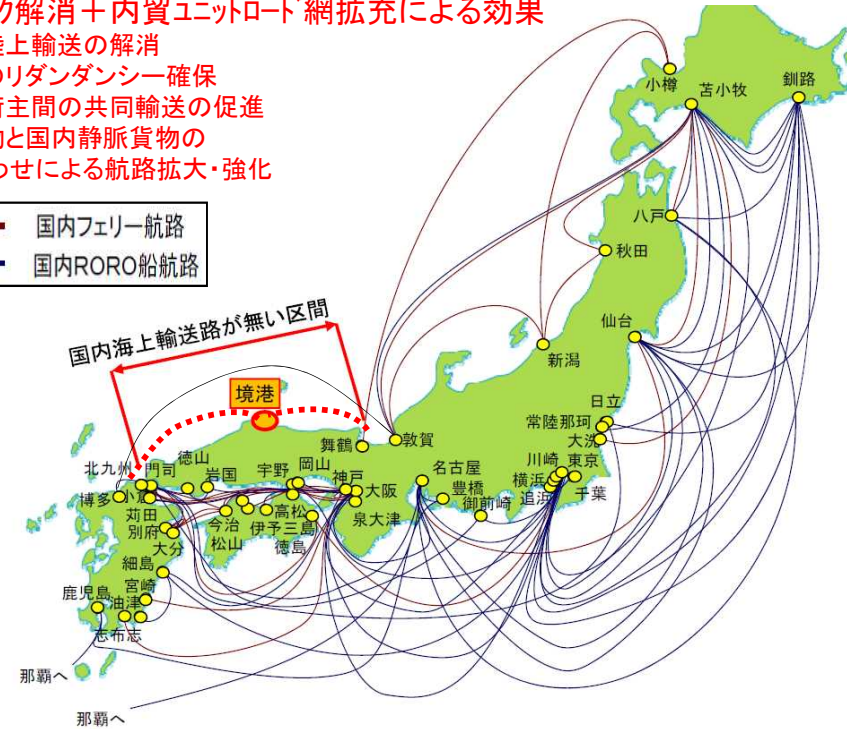 ｸ解消＋内貿ﾕﾆｯﾄﾛｰﾄﾞ網拡充による効果
上輸送の解消
リダンダンシー確保
主間の共同輸送の促進
と国内静脈貨物の
わせによる航路拡大・強化
国内フェリー航路
国内RORO船航路
国内海上輸送路が無い区間
境港
小樽
苫小牧
釧路
八戸
秋田
仙台
新潟
日立
常陸那珂
大洗
舞鶴
敦賀
川崎
東京
横浜
追浜
千葉
名古屋
豊橋
御前崎
北九州
門司
徳山
岩国
宇野
岡山
神戸
大阪
泉大津
博多
小倉
苅田
別府
大分
今治
松山
伊予三島
高松
徳島
細島
宮崎
鹿児島
油津
志布志
那覇へ
那覇へ